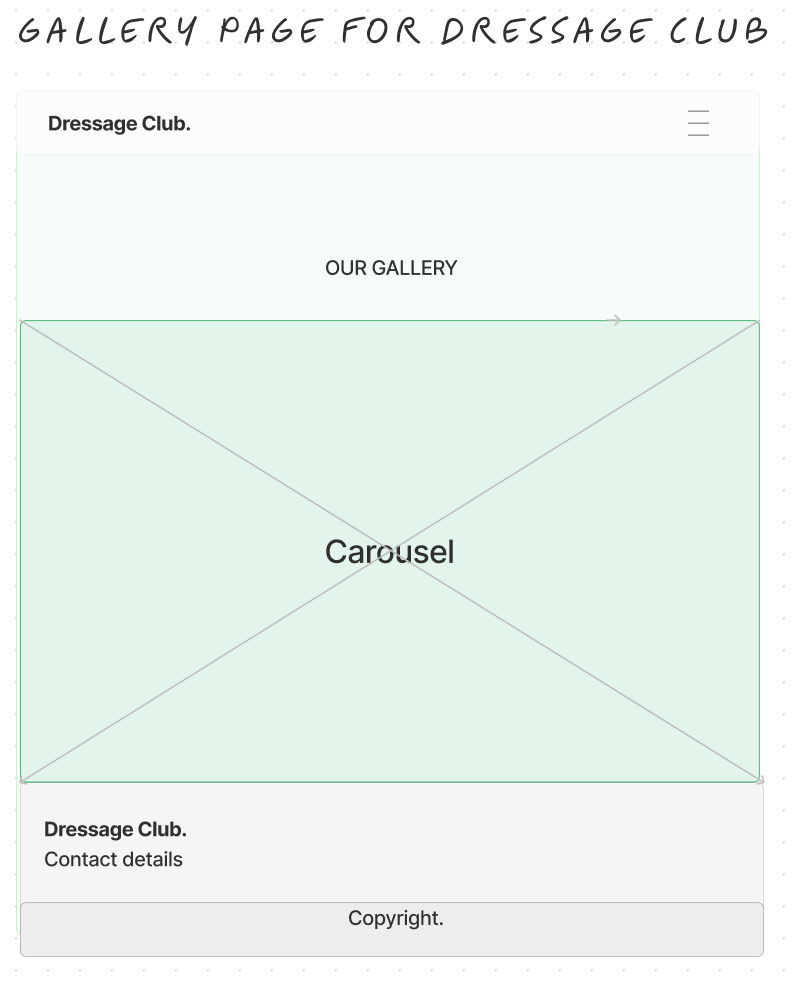 GALLERY PAGE FOR DRESSAGE CLUB
Dressage Club.
OUR GALLERY
Carousel
Dressage Club.
Contact details
Copyright.